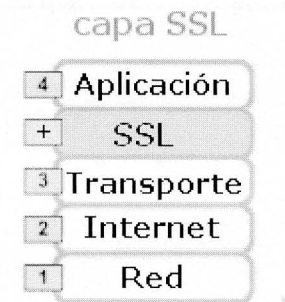 capa SSL
4 Aplicación
+ SSL
3 Transporte
2 Internet
1 Red